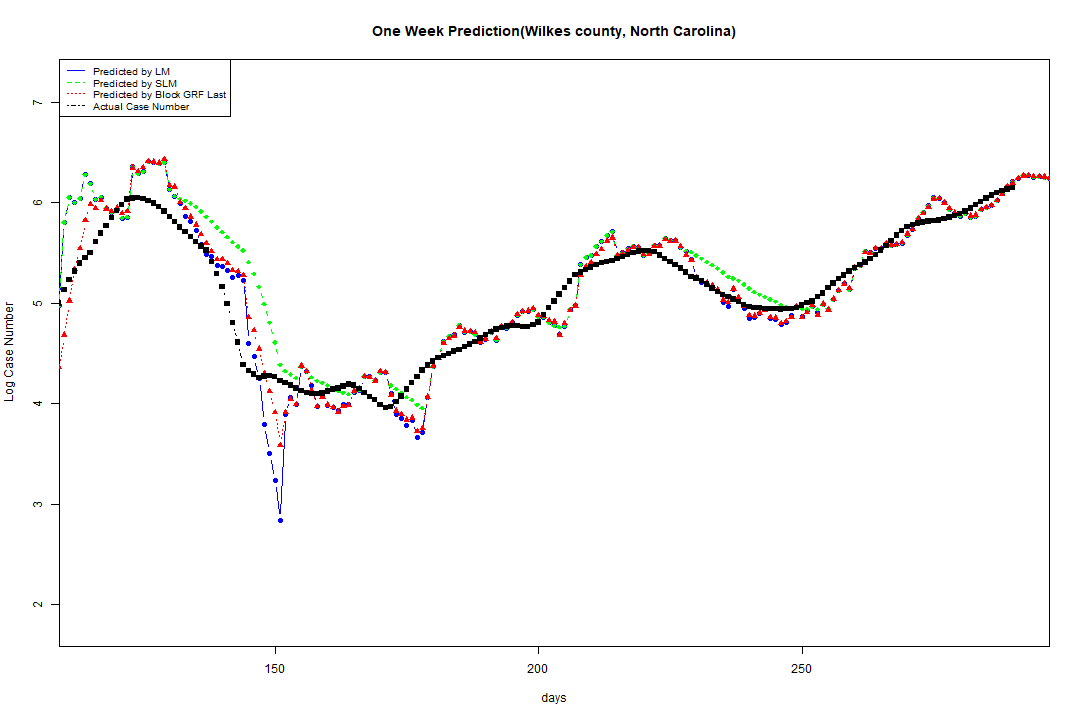 One Week Prediction(Wilkes county, North Carolina)
Predicted by LM
Predicted by SLM
Predicted by Block GRF Last
Actual Case Number
7
6
5
4
3
2
Log Case Number
150
200
250
days